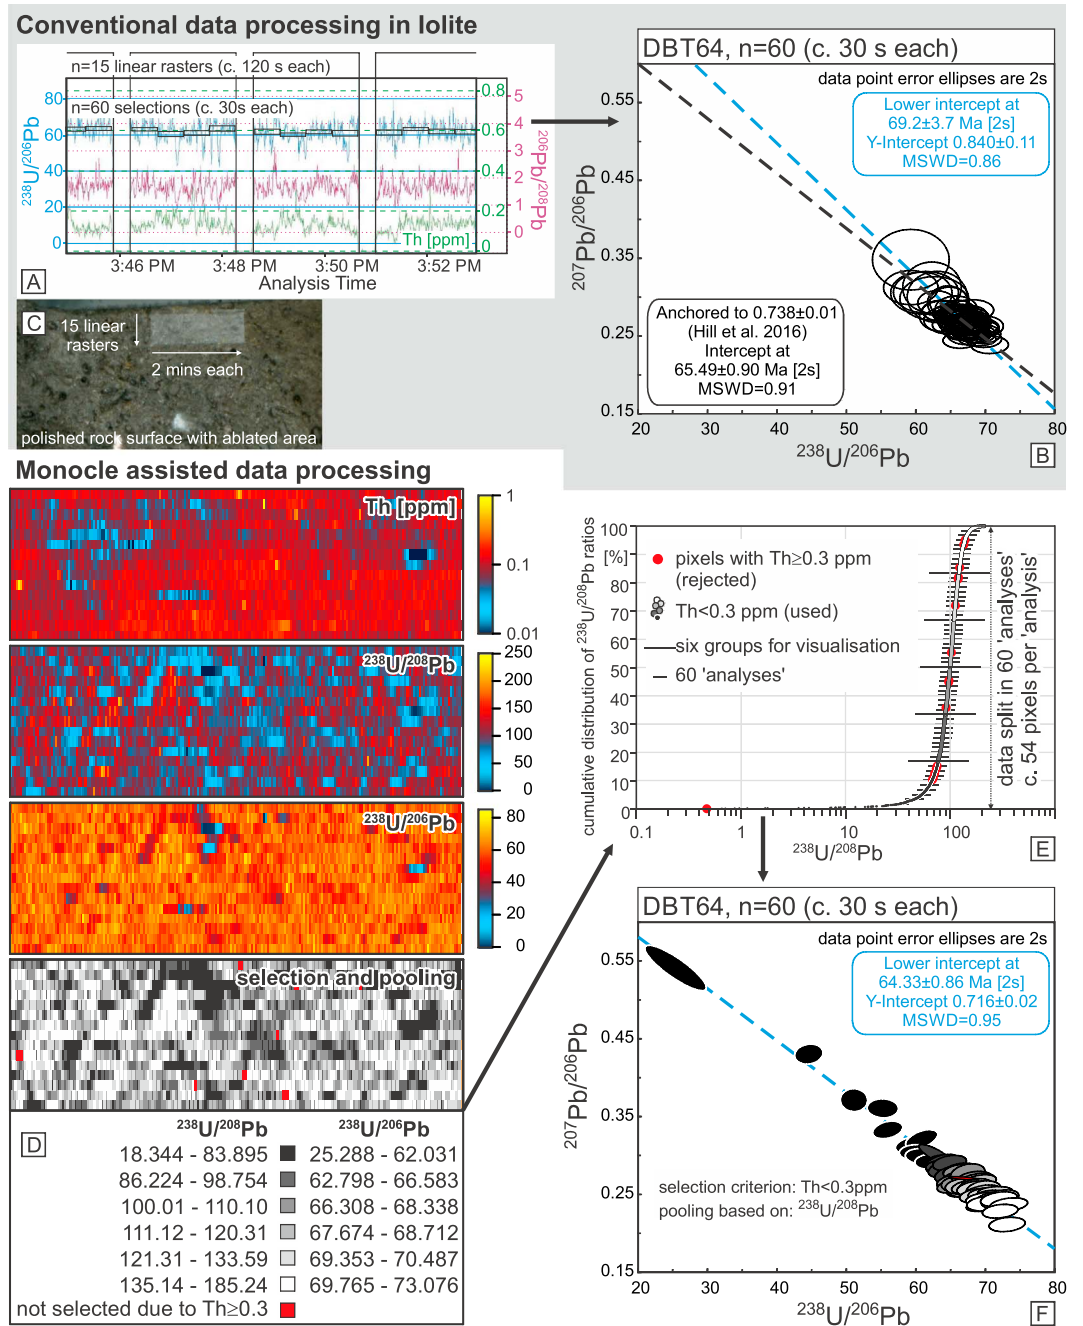 Conventional data processing in Iolite
n=15 linear rasters (c. 120 s each)
n=60 selections (c. 30s each)
238U/206Pb
80
60
40
20
0
5
4
3
2
1
0
206Pb/208Pb
0.8
0.6
0.4
0.2
0
Th [ppm]
3:46 PM 3:48 PM 3:50 PM 3:52 PM
Analysis Time
A
C
15 linear
rasters
2 mins each
polished rock surface with ablated area
DBT64, n=60 (c. 30 s each)
data point error ellipses are 2s
Lower intercept at
69.2±3.7 Ma [2s]
Y-Intercept 0.840±0.11
MSWD=0.86
Anchored to 0.738±0.01
(Hill et al. 2016)
Intercept at
65.49±0.90 Ma [2s]
MSWD=0.91
207Pb/206Pb
0.55
0.45
0.35
0.25
0.15
20 30 40 50 60 70 80
238U/206Pb
B
Monocle assisted data processing
Th [ppm]
1
0.1
0.01
238U/208Pb
250
200
150
100
50
0
238U/206Pb
80
60
40
20
0
selection and pooling
D
238U/208Pb 238U/206Pb
18.344 - 83.895 25.288 - 62.031
86.224 - 98.754 62.798 - 66.583
100.01 - 110.10 66.308 - 68.338
111.12 - 120.31 67.674 - 68.712
121.31 - 133.59 69.353 - 70.487
135.14 - 185.24 69.765 - 73.076
not selected due to Th≥0.3
cumulative distribution of 238U/208Pb ratios
100
[%]
90
80
70
60
50
40
30
20
10
0
pixels with Th≥0.3 ppm
(rejected)
Th<0.3 ppm (used)
six groups for visualisation
60 'analyses'
data split in 60 'analyses'
c. 54 pixels per 'analysis'
0.1 1 10 100
238U/208Pb
E
DBT64, n=60 (c. 30 s each)
data point error ellipses are 2s
Lower intercept at
64.33±0.86 Ma [2s]
Y-Intercept 0.716±0.02
MSWD=0.95
207Pb/206Pb
0.55
0.45
0.35
0.25
0.15
selection criterion: Th<0.3ppm
pooling based on: 238U/208Pb
20 30 40 50 60 70 80
238U/206Pb
F